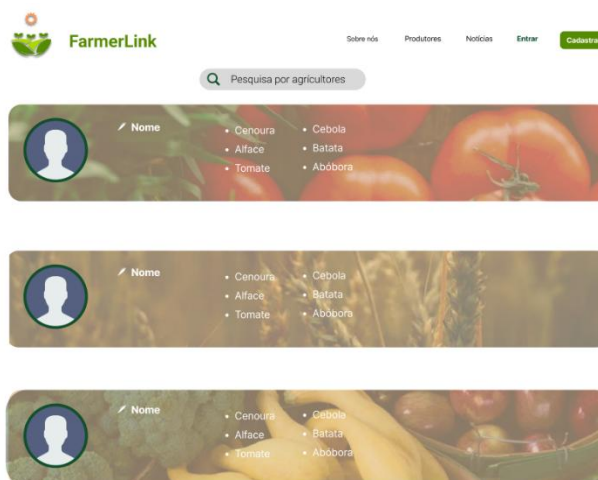 FarmerLink
Sobre nós Produtores Notícias Entrar Cadastra
Pesquisa por agricultores
Nome
• Cenoura • Cebola
• Alface • Batata
• Tomate • Abóbora
Nome
• Cenoura • Cebola
• Alface • Batata
• Tomate • Abóbora
Nome
• Cenoura • Cebola
• Alface • Batata
• Tomate • Abóbora